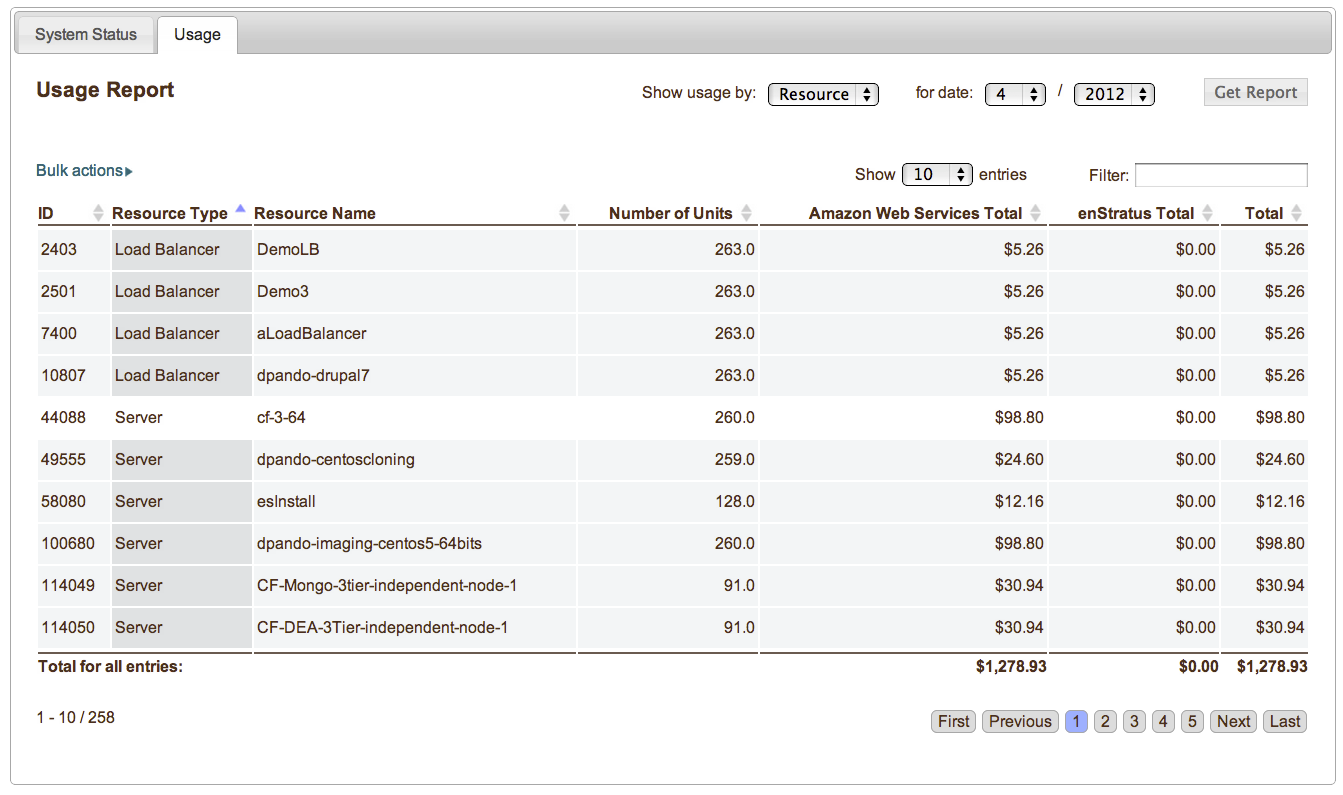 System Status Usage
Usage Report Show usage by: Resource for date: 4 / 2012 Get Report
Bulk actions Show 10 entries Filter:
ID Resource Type Resource Name Number of Units Amazon Web Services Total enStratus Total Total
2403 Load Balancer DemoLB 263.0 $5.26 $0.00 $5.26
2501 Load Balancer Demo3 263.0 $5.26 $0.00 $5.26
7400 Load Balancer aLoadBalancer 263.0 $5.26 $0.00 $5.26
10807 Load Balancer dpando-drupal7 263.0 $5.26 $0.00 $5.26
44088 Server cf-3-64 260.0 $98.80 $0.00 $98.80
49555 Server dpando-centoscloning 259.0 $24.60 $0.00 $24.60
58080 Server esInstall 128.0 $12.16 $0.00 $12.16
100680 Server dpando-imaging-centos5-64bits 260.0 $98.80 $0.00 $98.80
114049 Server CF-Mongo-3tier-independent-node-1 91.0 $30.94 $0.00 $30.94
114050 Server CF-DEA-3Tier-independent-node-1 91.0 $30.94 $0.00 $30.94
Total for all entries: $1,278.93 $0.00 $1,278.93
1 - 10 / 258 First Previous 1 2 3 4 5 Next Last